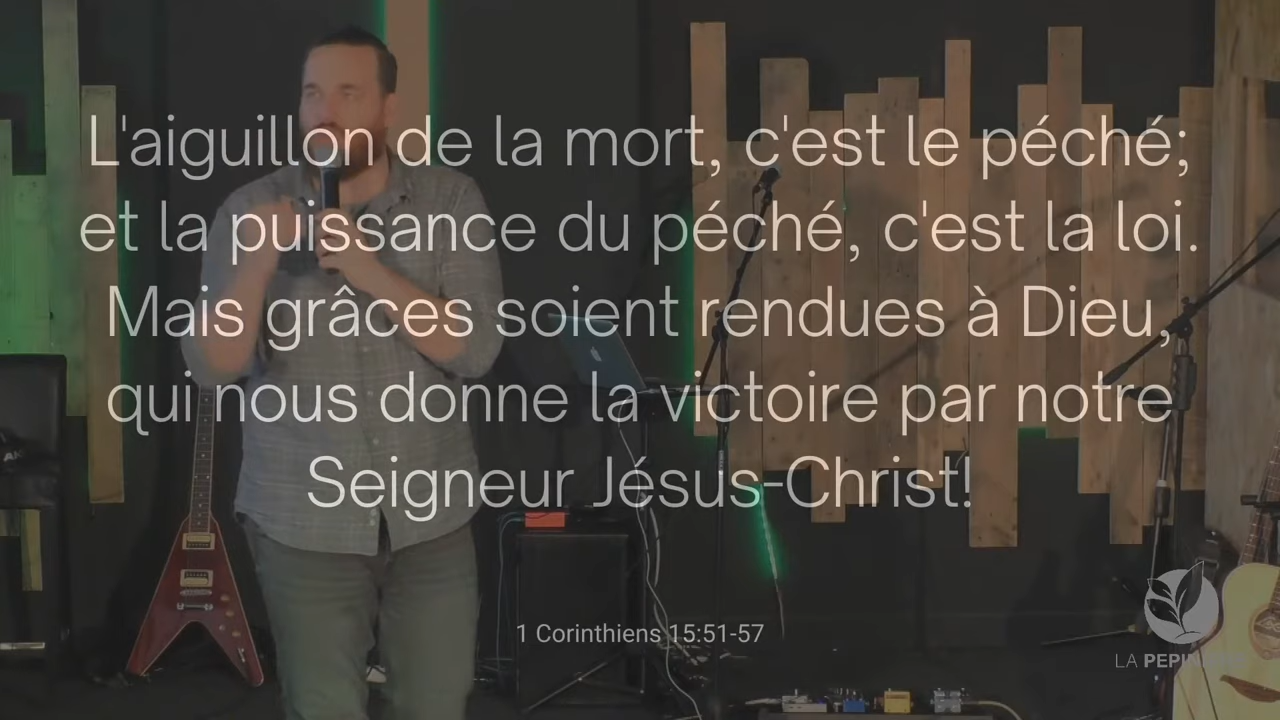 L'aiguillon de la mort, c'est le péché;
et la puissance du péché, c'est la loi.
Mais grâces soient rendues à Dieu,
qui nous donne la victoire par notre
Seigneur Jésus-Christ!
1 Corinthiens 15:51-57
LA